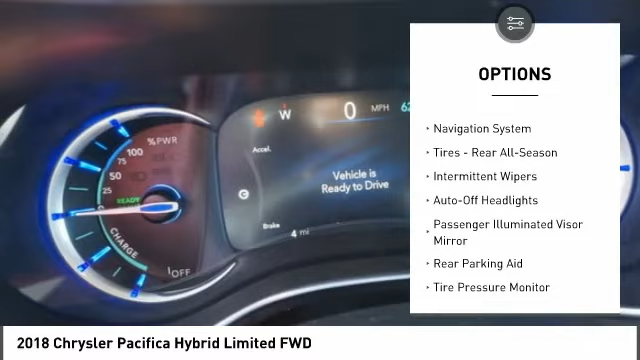 OPTIONS
Navigation System
Tires - Rear All-Season
Intermittent Wipers
Auto-Off Headlights
Passenger Illuminated Visor
Mirror
Rear Parking Aid
Tire Pressure Monitor
W
0 MPH
62
%PWR
100
75
50
25
READY
CHARGE
OFF
Accel.
Vehicle is
Ready to Drive
Brake
4 mi
2018 Chrysler Pacifica Hybrid Limited FWD